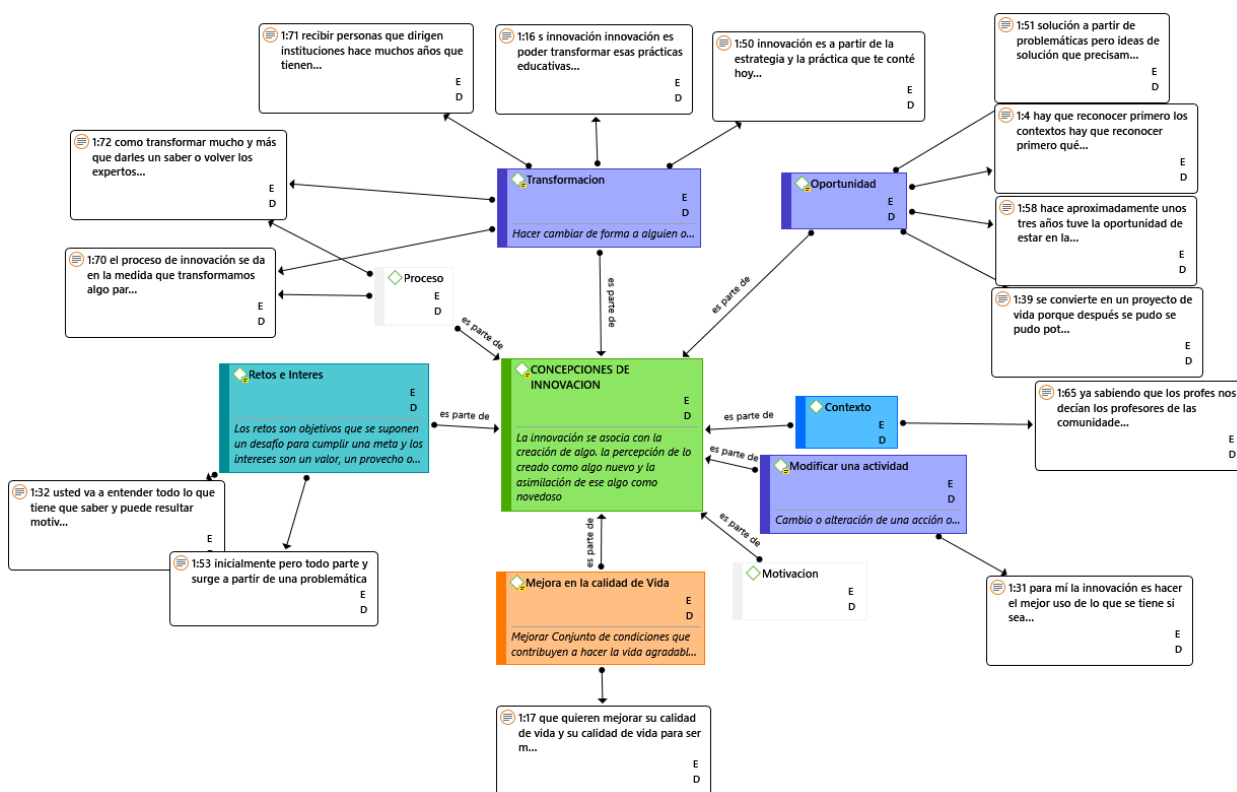 1:71 recibir personas que dirigen
instituciones hace muchos años que
tienen...
E
D
1:16 s innovación innovación es
poder transformar esas prácticas
educativas...
E
D
1:50 innovación es a partir de la
estrategia y la práctica que te conté
hoy...
E
D
1:51 solución a partir de
problemáticas pero ideas de
solución que precisam...
E
D
1:72 como transformar mucho y más
que darles un saber o volver los
expertos...
E
D
1:4 hay que reconocer primero los
contextos hay que reconocer
primero qué...
E
D
Transformacion
E
D
Hacer cambiar de forma a alguien o...
Oportunidad
E
D
1:58 hace aproximadamente unos
tres años tuve la oportunidad de
estar en la...
E
D
1:70 el proceso de innovación se da
en la medida que transformamos
algo par...
E
D
Proceso
E
D
1:39 se convierte en un proyecto de
vida porque después se pudo se
pudo pot...
E
D
es parte de
es parte de
es parte de
Retos e Interes
E
D
Los retos son objetivos que se suponen
un desafío para cumplir una meta y los
intereses son un valor, un provecho o...
es parte de
CONCEPCIONES DE
INNOVACION
E
D
La innovación se asocia con la
creación de algo. la percepción de lo
creado como algo nuevo y la
asimilación de ese algo como
novedoso
es parte de
Contexto
E
D
1:65 ya sabiendo que los profes nos
decían los profesores de las
comunidade...
E
D
es parte de
Modificar una actividad
E
D
Cambio o alteración de una acción o...
1:32 usted va a entender todo lo que
tiene que saber y puede resultar
motiv...
E
1:53 inicialmente pero todo parte y
surge a partir de una problemática
E
D
es parte de
es parte de
Mejora en la calidad de Vida
E
D
Mejorar Conjunto de condiciones que
contribuyen a hacer la vida agradabl...
Motivacion
E
D
1:31 para mí la innovación es hacer
el mejor uso de lo que se tiene si
sea...
E
D
1:17 que quieren mejorar su calidad
de vida y su calidad de vida para ser
m...
E
D